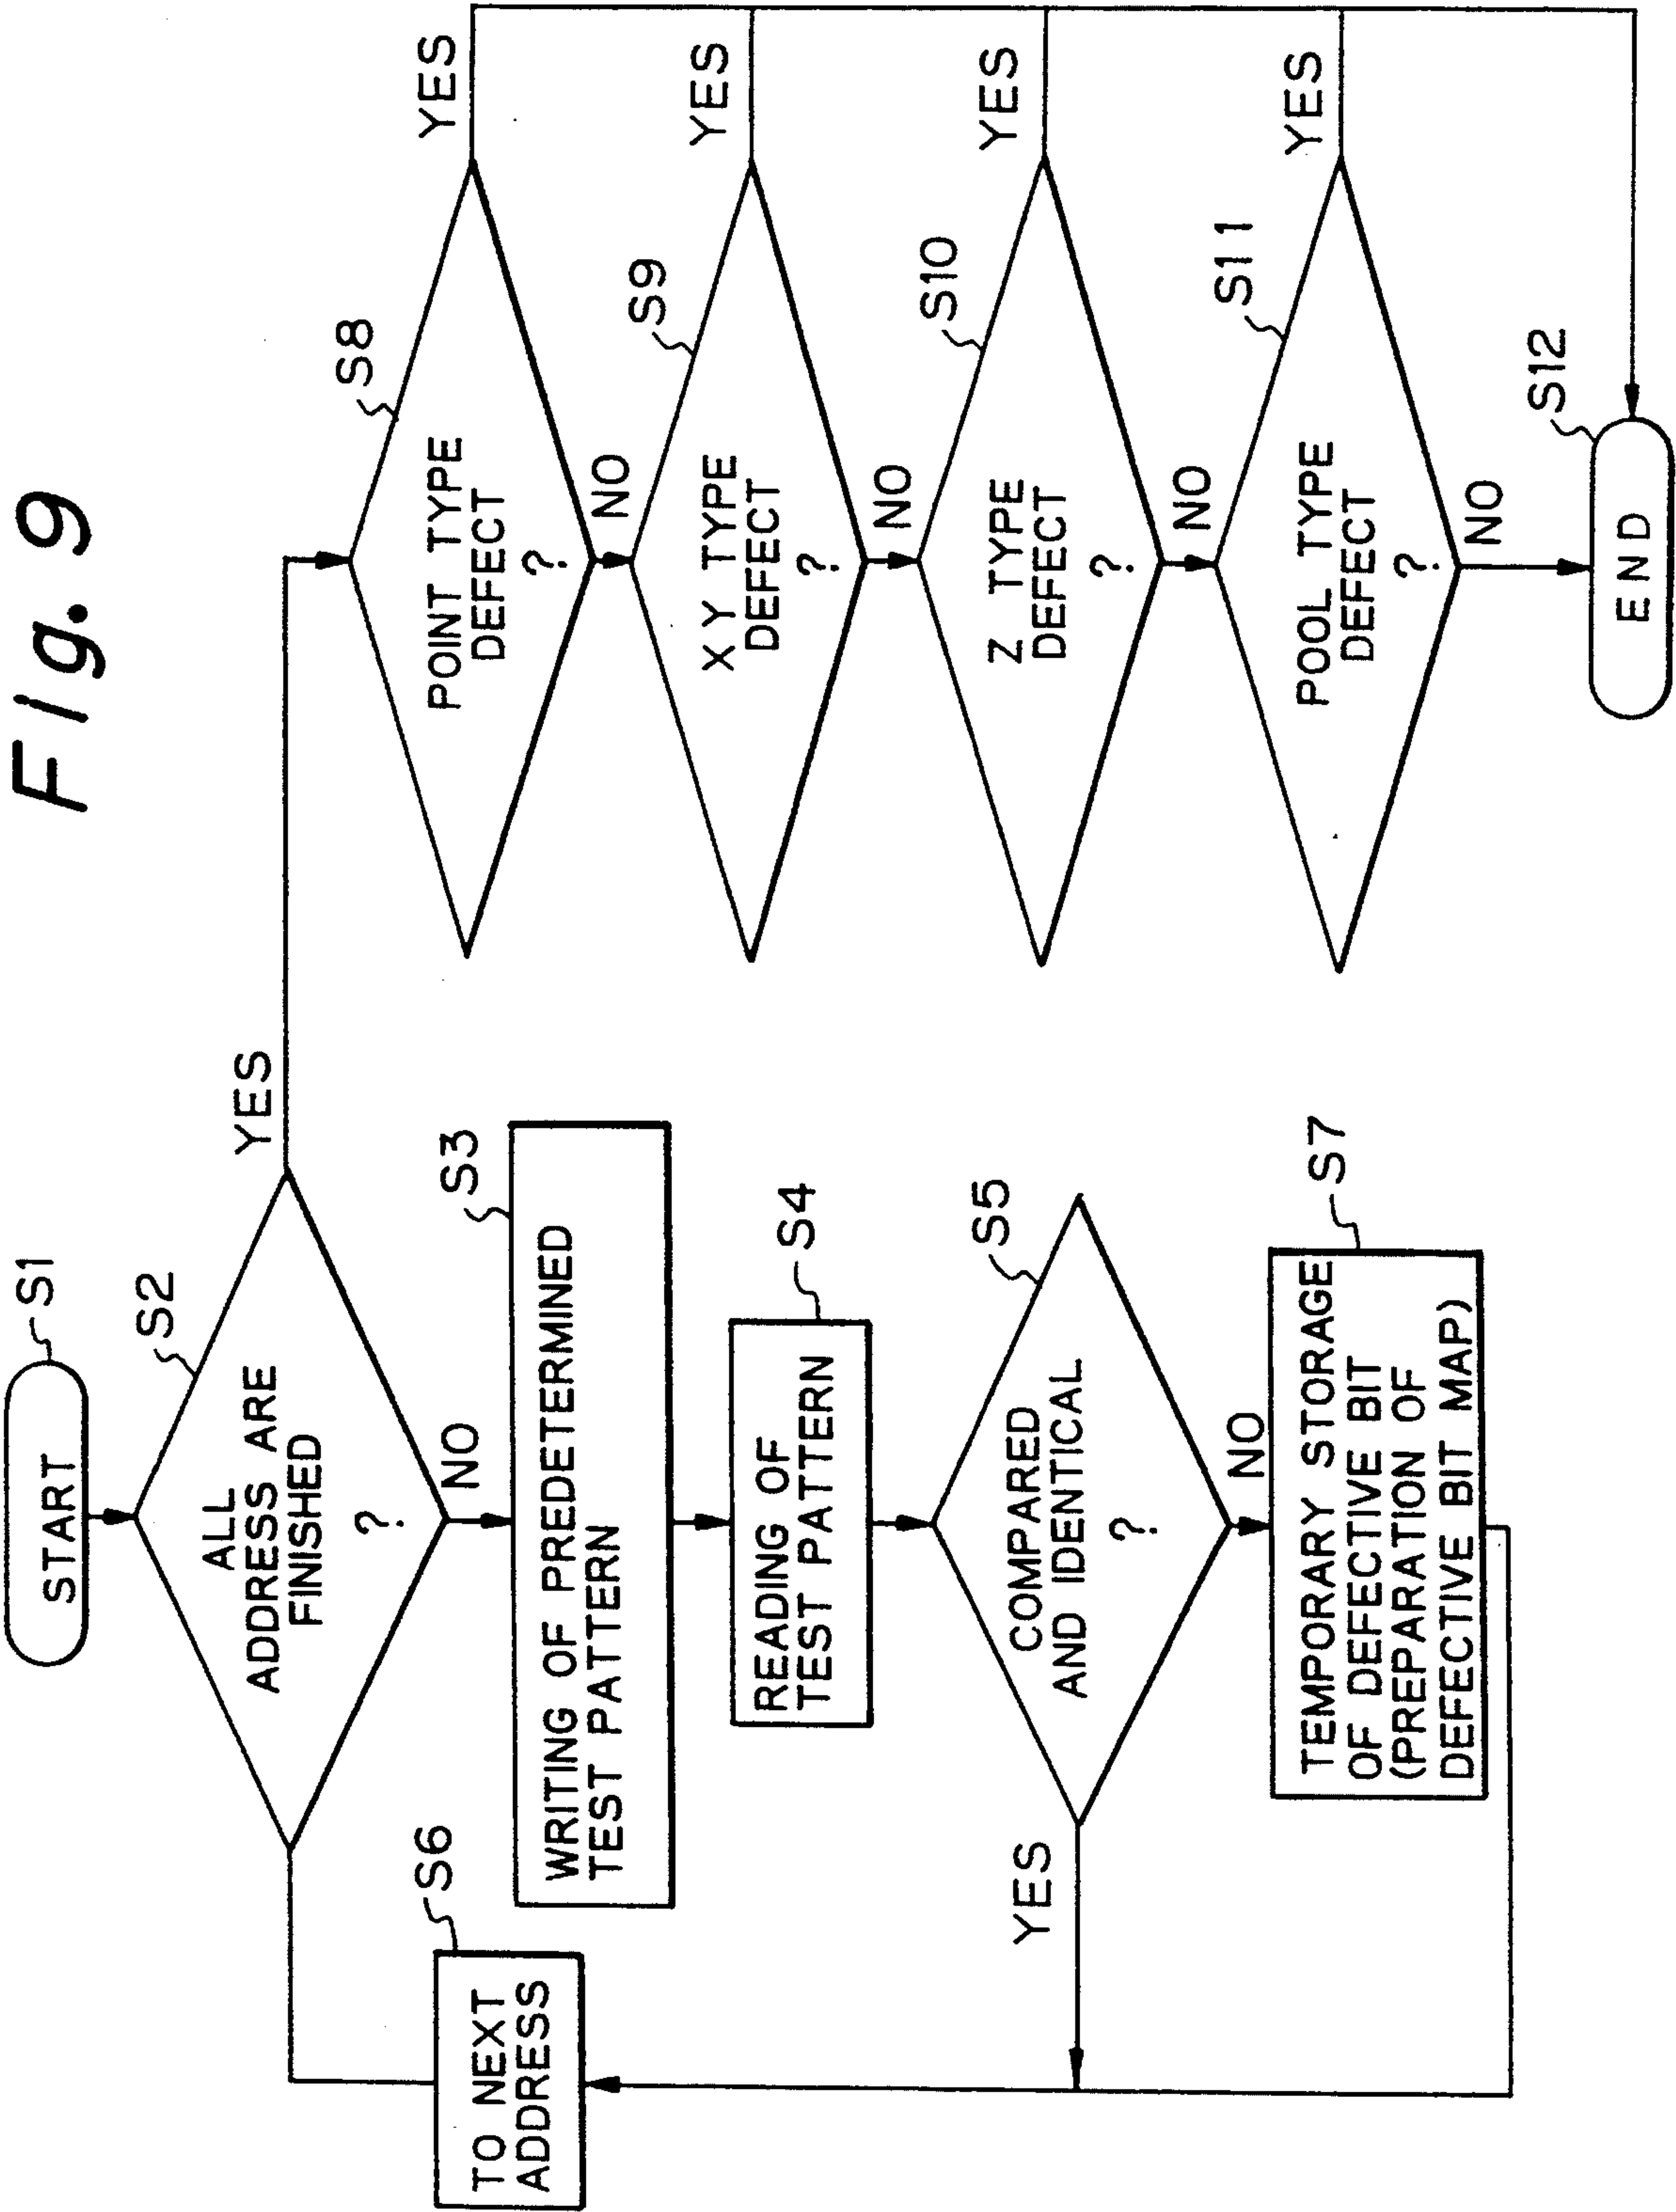 Fig. 9
START
S1
ALL
ADDRESS ARE
FINISHED
?
S2
YES
NO
WRITING OF PREDETERMINED
TEST PATTERN
S3
READING OF
TEST PATTERN
S4
COMPARED
AND IDENTICAL
?
S5
YES
NO
TO NEXT
ADDRESS
S6
TEMPORARY STORAGE
OF DEFECTIVE BIT
(PREPARATION OF
DEFECTIVE BIT MAP)
S7
POINT TYPE
DEFECT
?
S8
YES
NO
XY TYPE
DEFECT
?
S9
YES
NO
Z TYPE
DEFECT
?
S10
YES
NO
POOL TYPE
DEFECT
?
S11
YES
NO
END
S12